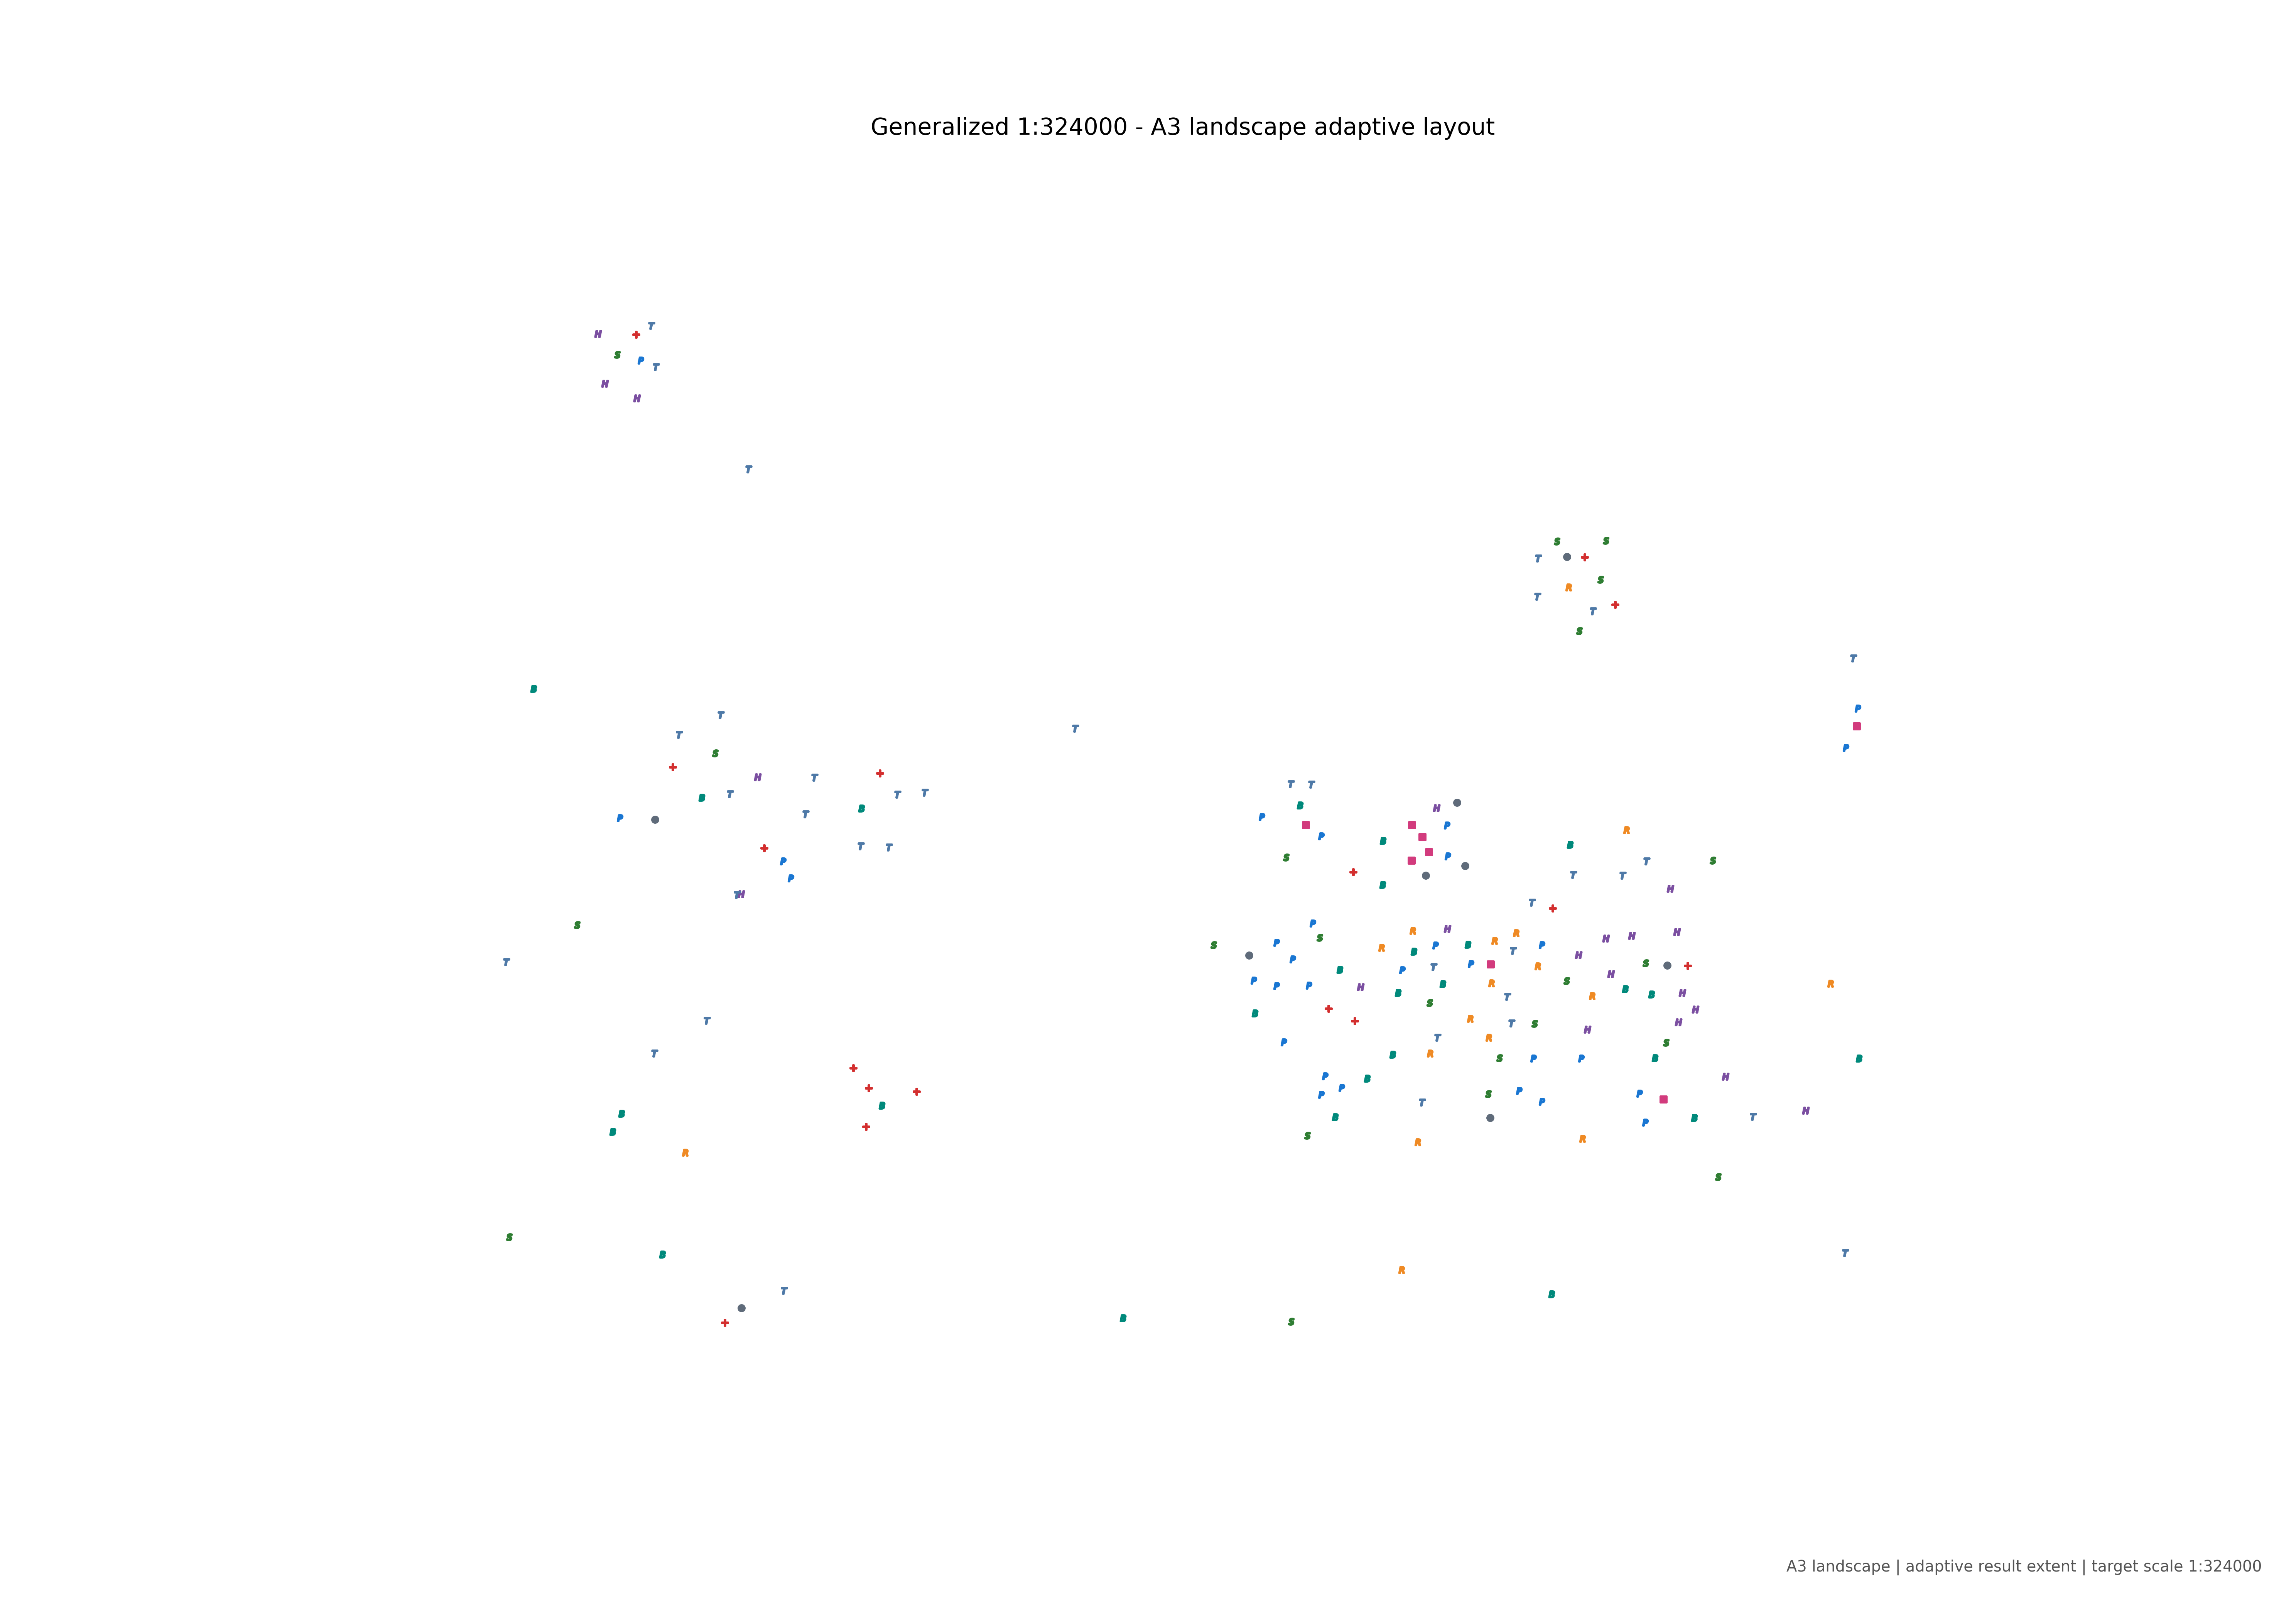 Generalized 1:324000 - A3 landscape adaptive layout
A3 landscape | adaptive result extent | target scale 1:324000